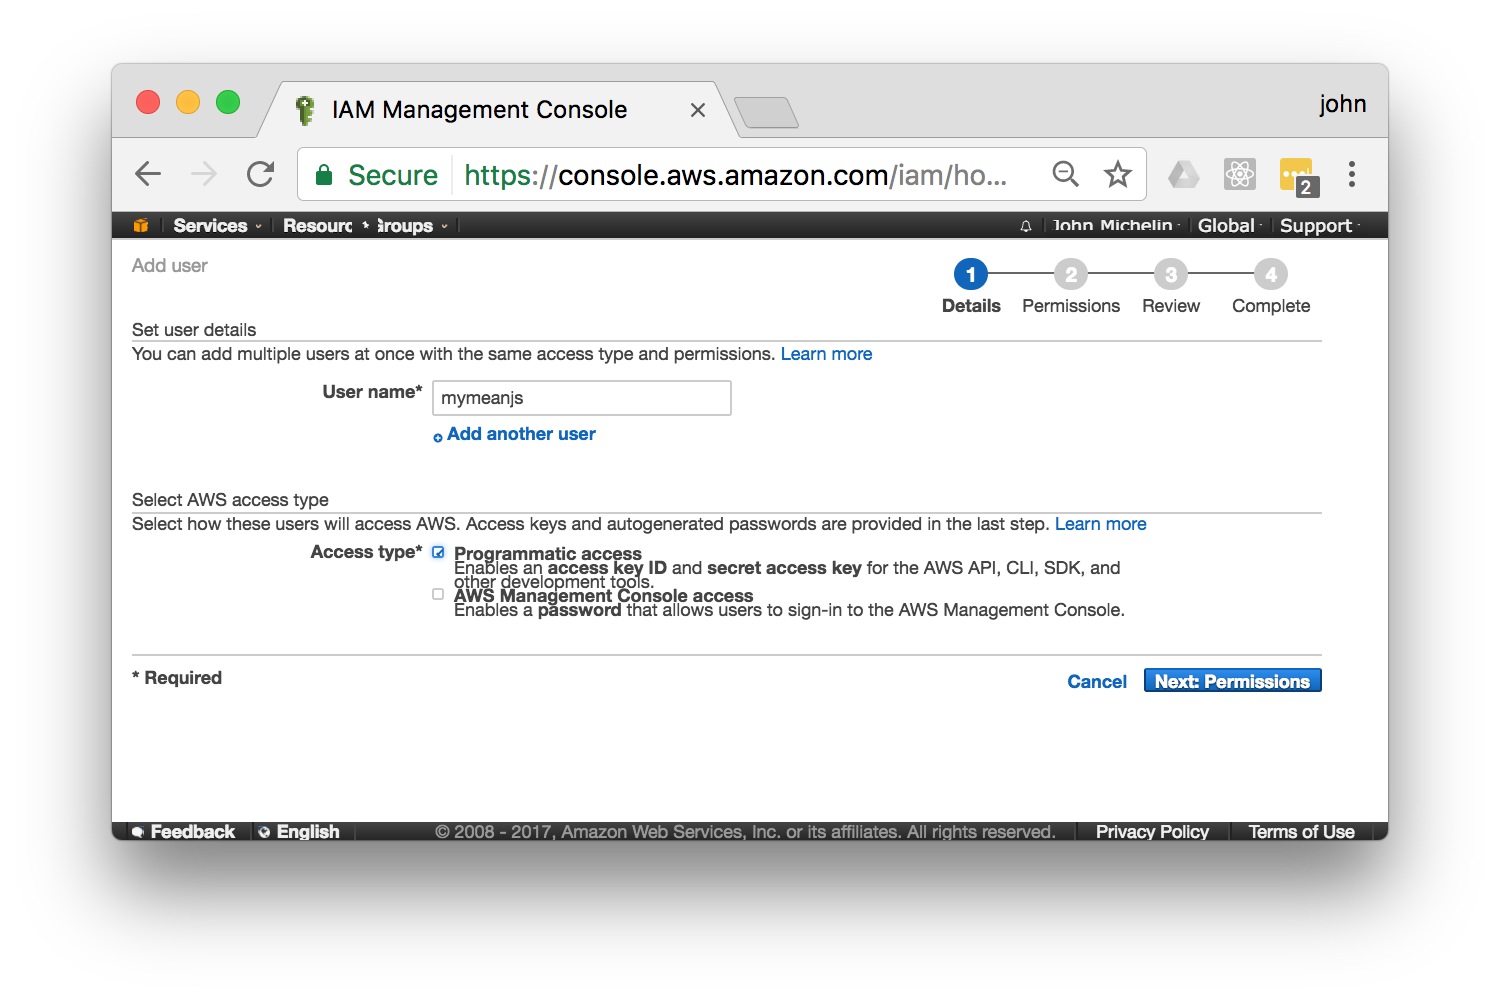 IAM Management Console
john
Secure https://console.aws.amazon.com/iam/ho...
2
Services Resourc Groups John Michelin Global Support
Add user
1 2 3 4
Details Permissions Review Complete
Set user details
You can add multiple users at once with the same access type and permissions. Learn more
User name* mymeanjs
Add another user
Select AWS access type
Select how these users will access AWS. Access keys and autogenerated passwords are provided in the last step. Learn more
Access type* Programmatic access
Enables an access key ID and secret access key for the AWS API, CLI, SDK, and
other development tools.
AWS Management Console access
Enables a password that allows users to sign-in to the AWS Management Console.
* Required
Cancel Next: Permissions
Feedback English © 2008 - 2017, Amazon Web Services, Inc. or its affiliates. All rights reserved. Privacy Policy Terms of Use